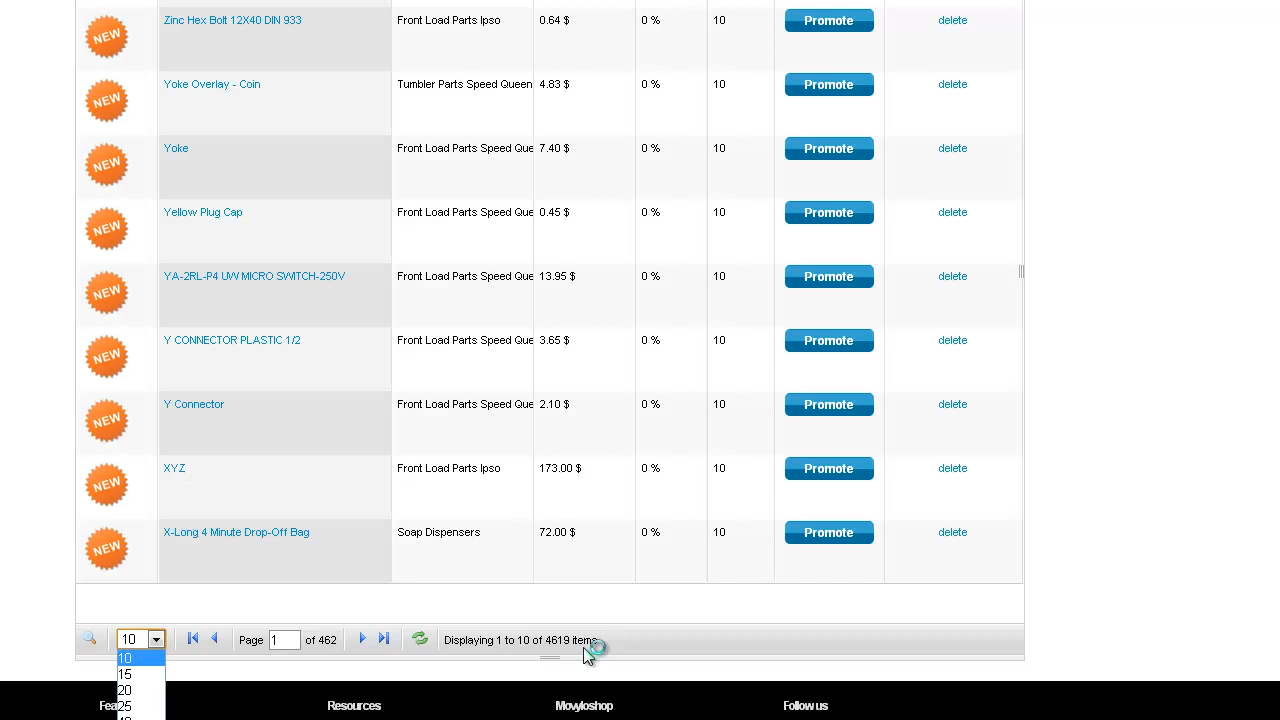 NEW Zinc Hex Bolt 12X40 DIN 933 Front Load Parts Ipso 0.64 $ 0 % 10 Promote delete
NEW Yoke Overlay - Coin Tumbler Parts Speed Queen 4.83 $ 0 % 10 Promote delete
NEW Yoke Front Load Parts Speed Que 7.40 $ 0 % 10 Promote delete
NEW Yellow Plug Cap Front Load Parts Speed Que 0.45 $ 0 % 10 Promote delete
NEW YA-2RL-P4 UW MICRO SWITCH-250V Front Load Parts Speed Que 13.95 $ 0 % 10 Promote delete
NEW Y CONNECTOR PLASTIC 1/2 Front Load Parts Speed Que 3.65 $ 0 % 10 Promote delete
NEW Y Connector Front Load Parts Speed Que 2.10 $ 0 % 10 Promote delete
NEW XYZ Front Load Parts Ipso 173.00 $ 0 % 10 Promote delete
NEW X-Long 4 Minute Drop-Off Bag Soap Dispensers 72.00 $ 0 % 10 Promote delete
10 Page 1 of 462 Displaying 1 to 10 of 4619 items
10
15
20
25
Fea Resources Movyloshop Follow us